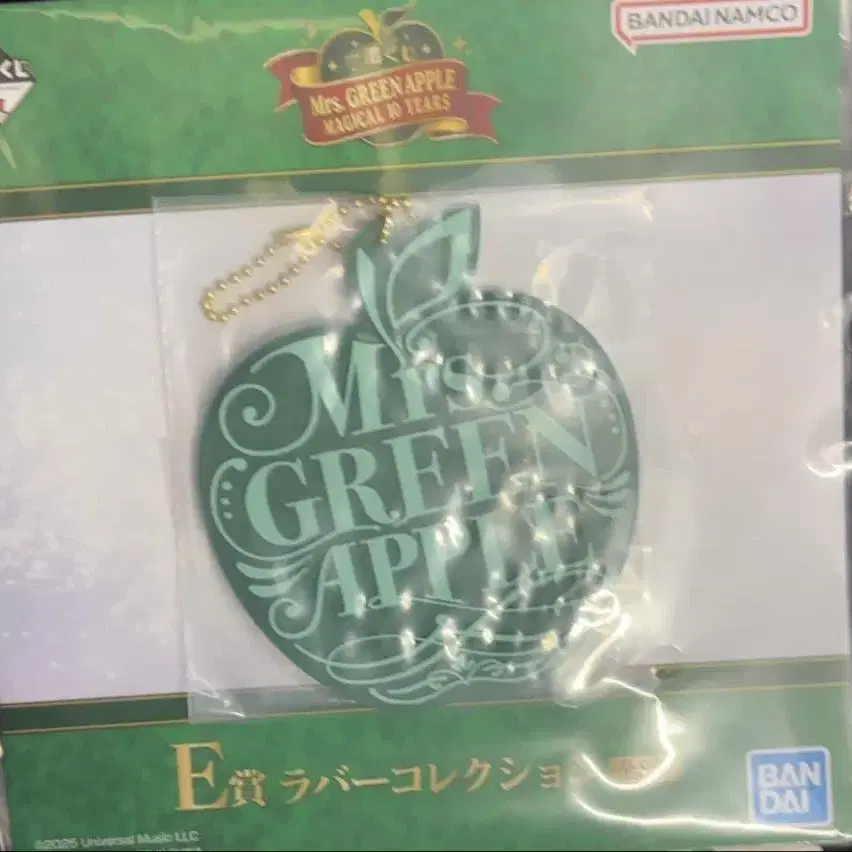 BANDAI NAMCO
Mrs. GREEN APPLE
MAGICAL 10 YEARS
Mrs.
GREEN
APPLE
E賞 ラバーコレクション
BAN
DAI
©2025 Universal Music LLC